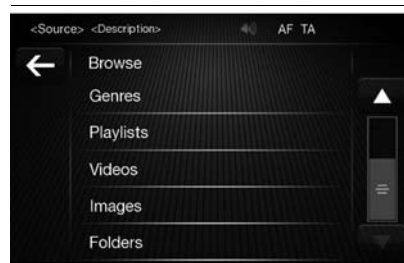 <Source> <Description> AF TA
Browse
Genres
Playlists
Videos
Images
Folders